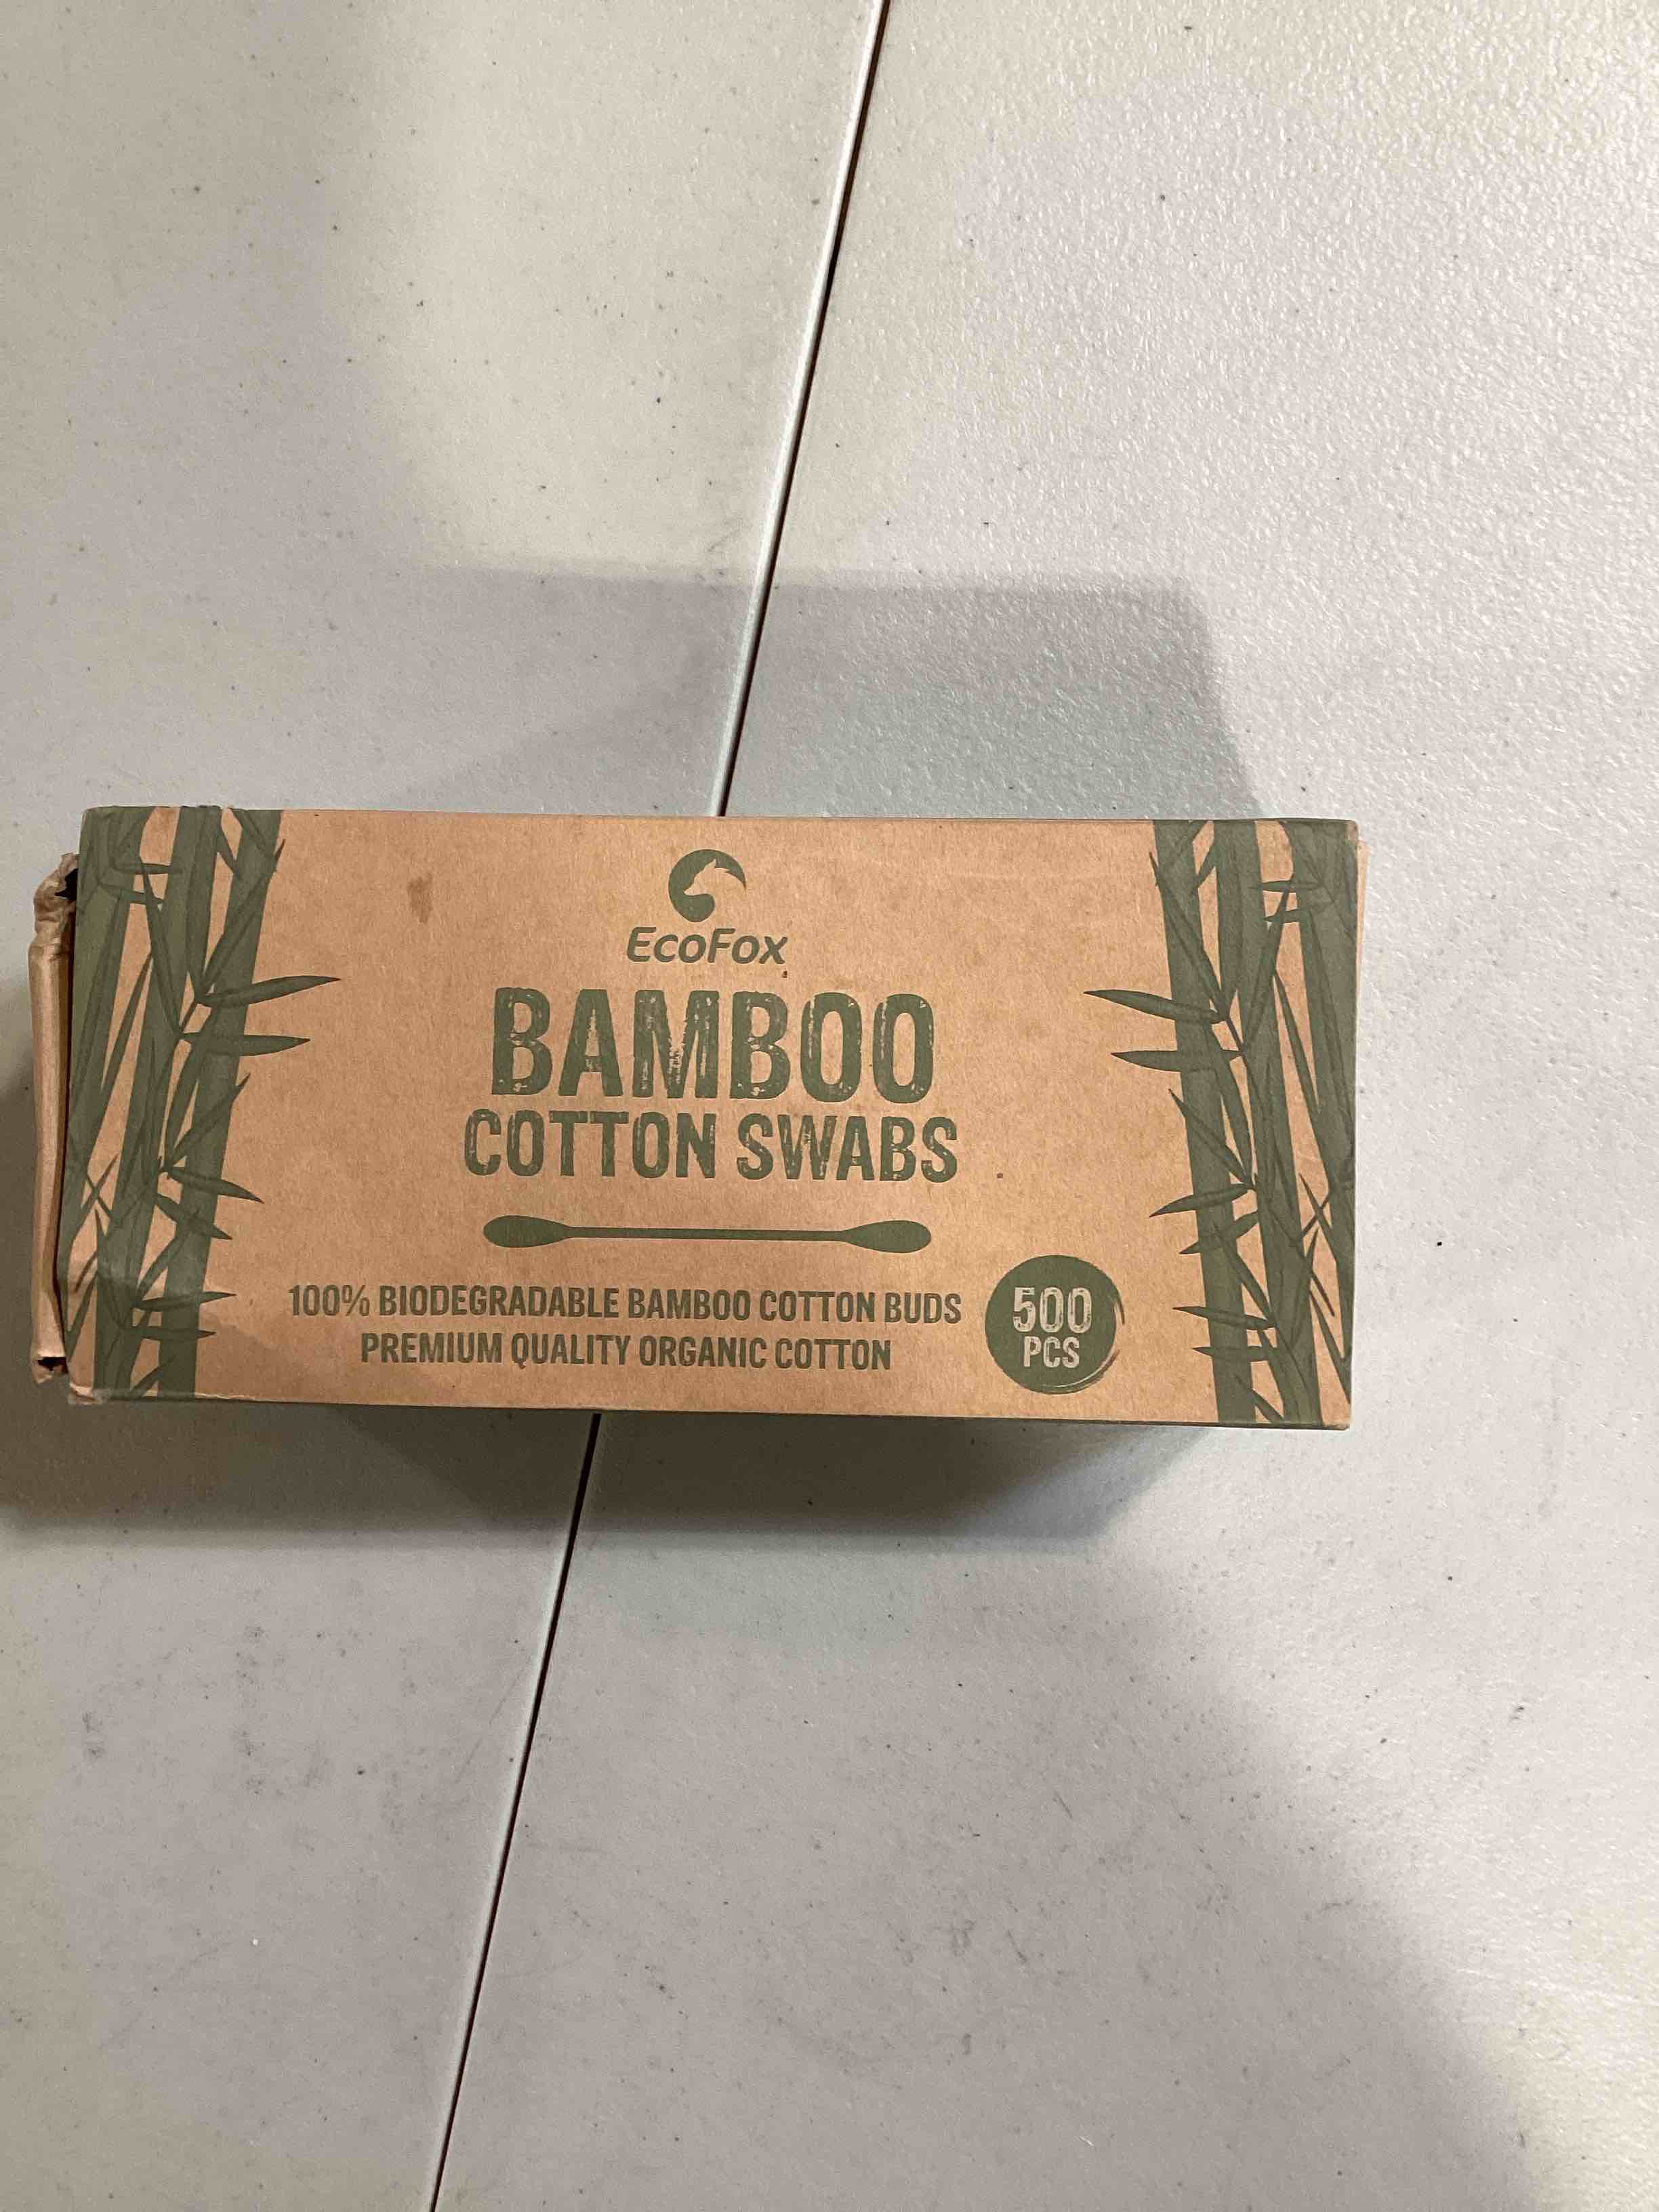 EcoFox
BAMBOO
COTTON SWABS
100% BIODEGRADABLE BAMBOO COTTON BUDS
PREMIUM QUALITY ORGANIC COTTON
500
PCS